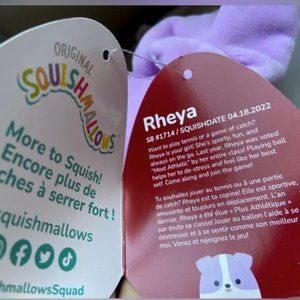 ORIGINAL
SQUISHMALLOWS
More to Squish!
Encore plus de
ches à serrer fort !
squishmallows
hmallowsSquad
Rheya
SB #1714 / SQUISHDATE 04.18.2022
Want to play tennis or a game of catch?
Rheya is your girl! She's sporty, fun, and
always on the go. Last year, Rheya was voted
"Most Athletic" by her entire class! Playing ball
helps her to de-stress and feel like her best
self. Come along and join the game!
Tu souhaites jouer au tennis ou à une partie
de catch? Rheya est ta copine! Elle est sportive,
amusante et toujours en déplacement. L'an
dernier, Rheya a été élue « Plus Athlétique »
par toute sa classe! Jouer au ballon l'aide à se
déstresser et à se sentir comme son meilleur
moi. Venez et rejoignez le jeu!